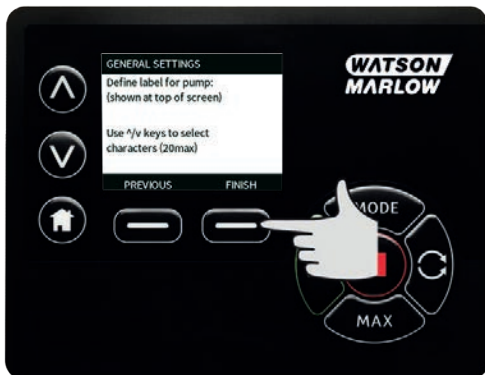 GENERAL SETTINGS
Define label for pump:
(shown at top of screen)
Use ^/v keys to select
characters (20max)
PREVIOUS FINISH
WATSON
MARLOW
MODE
MAX